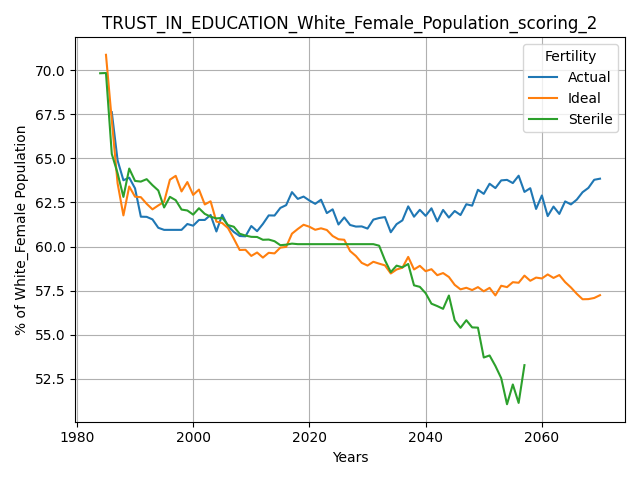 TRUST_IN_EDUCATION_White_Female_Population_scoring_2
Fertility
Actual
Ideal
Sterile
% of White_Female Population
70.0
67.5
65.0
62.5
60.0
57.5
55.0
52.5
1980
2000
2020
2040
2060
Years